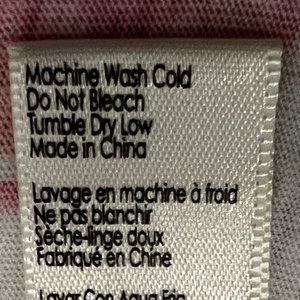 Machine Wash Cold
Do Not Bleach
Tumble Dry Low
Made in China
Lavage en machine à froid
Ne pas blanchir
Sèche-linge doux
Fabriqué en Chine
Lavar Con Agua Fria